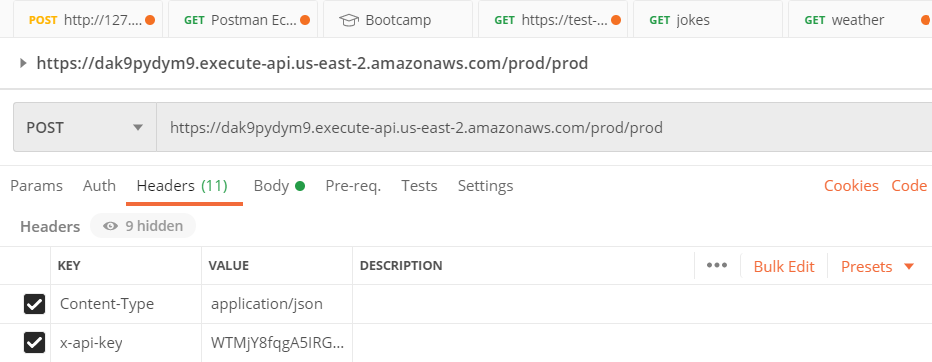 POST http://127.... GET Postman Ec... Bootcamp GET https://test-... GET jokes GET weather
https://dak9pydym9.execute-api.us-east-2.amazonaws.com/prod/prod
POST https://dak9pydym9.execute-api.us-east-2.amazonaws.com/prod/prod
Params Auth Headers (11) Body Pre-req. Tests Settings Cookies Code
Headers 9 hidden
KEY VALUE DESCRIPTION ••• Bulk Edit Presets
Content-Type application/json
x-api-key WTMjY8fqgA5IRG...